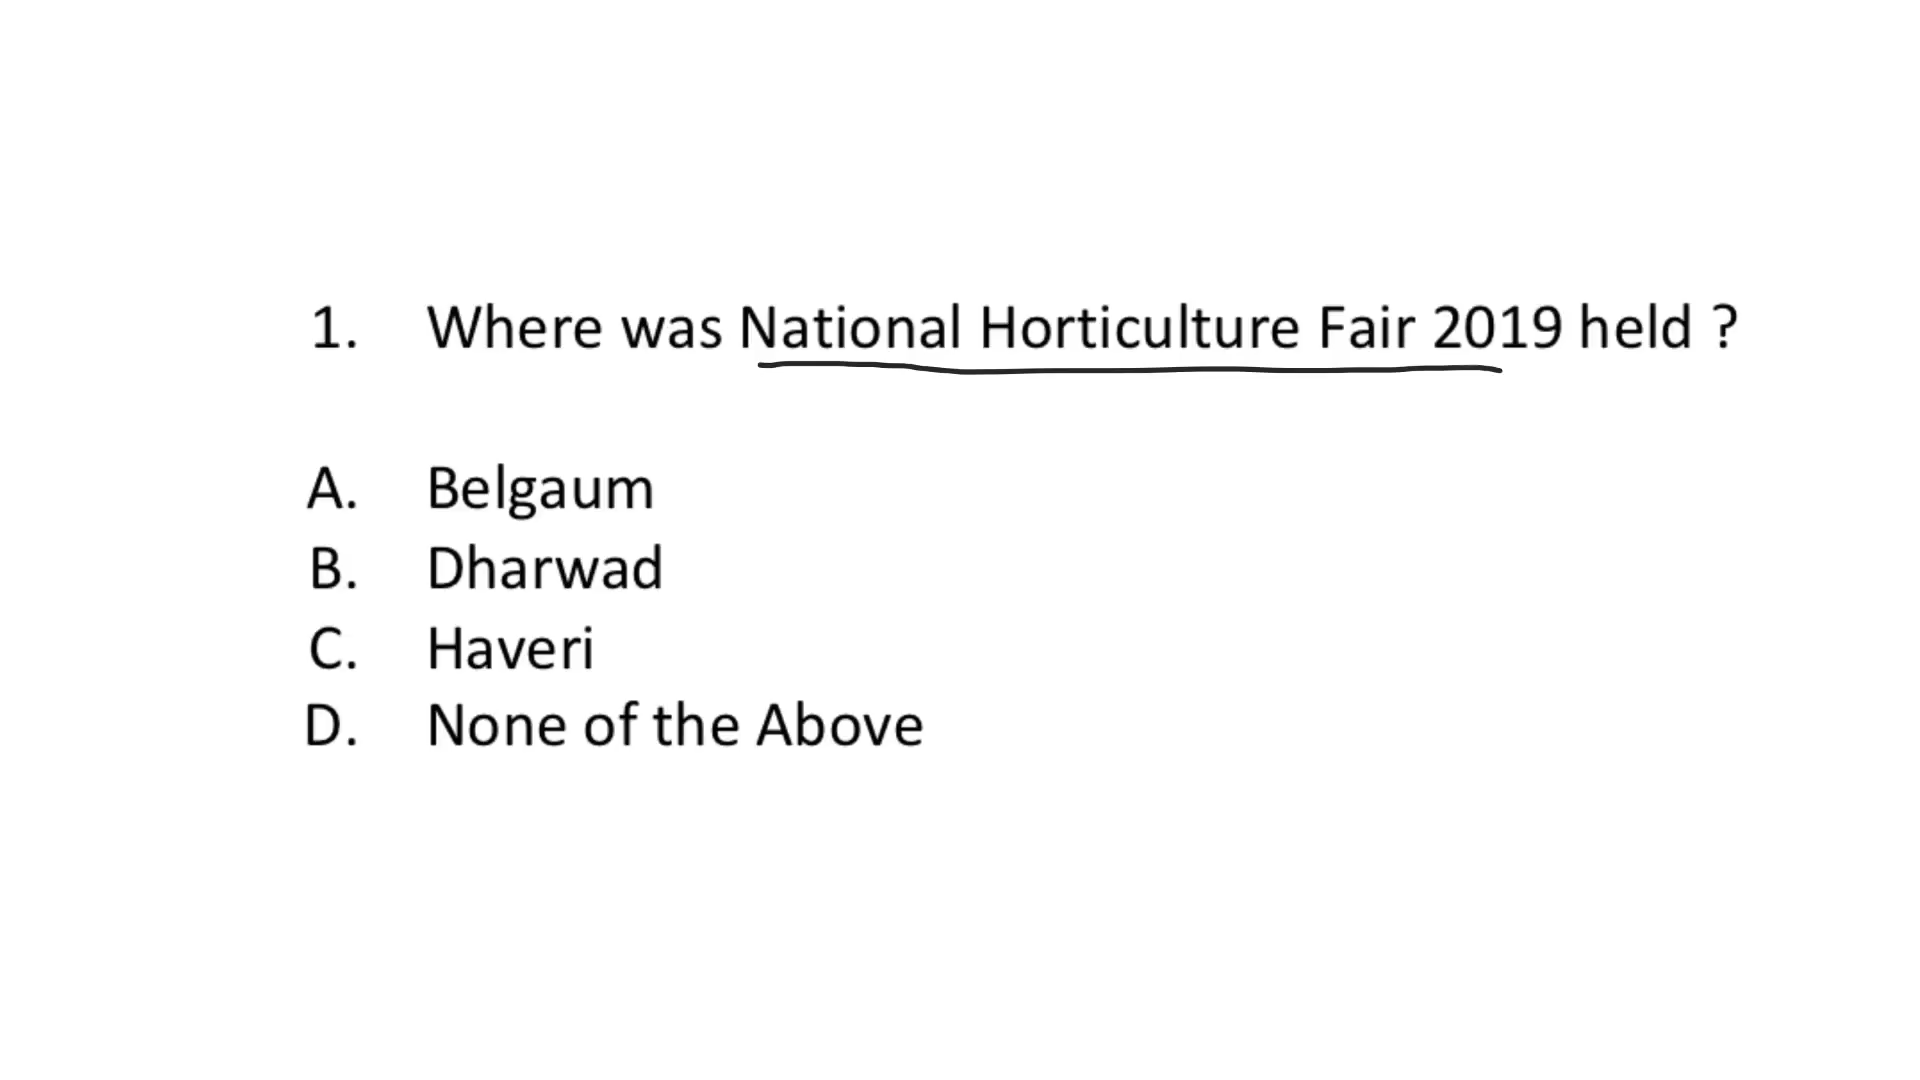 1. Where was National Horticulture Fair 2019 held ?
A. Belgaum
B. Dharwad
C. Haveri
D. None of the Above